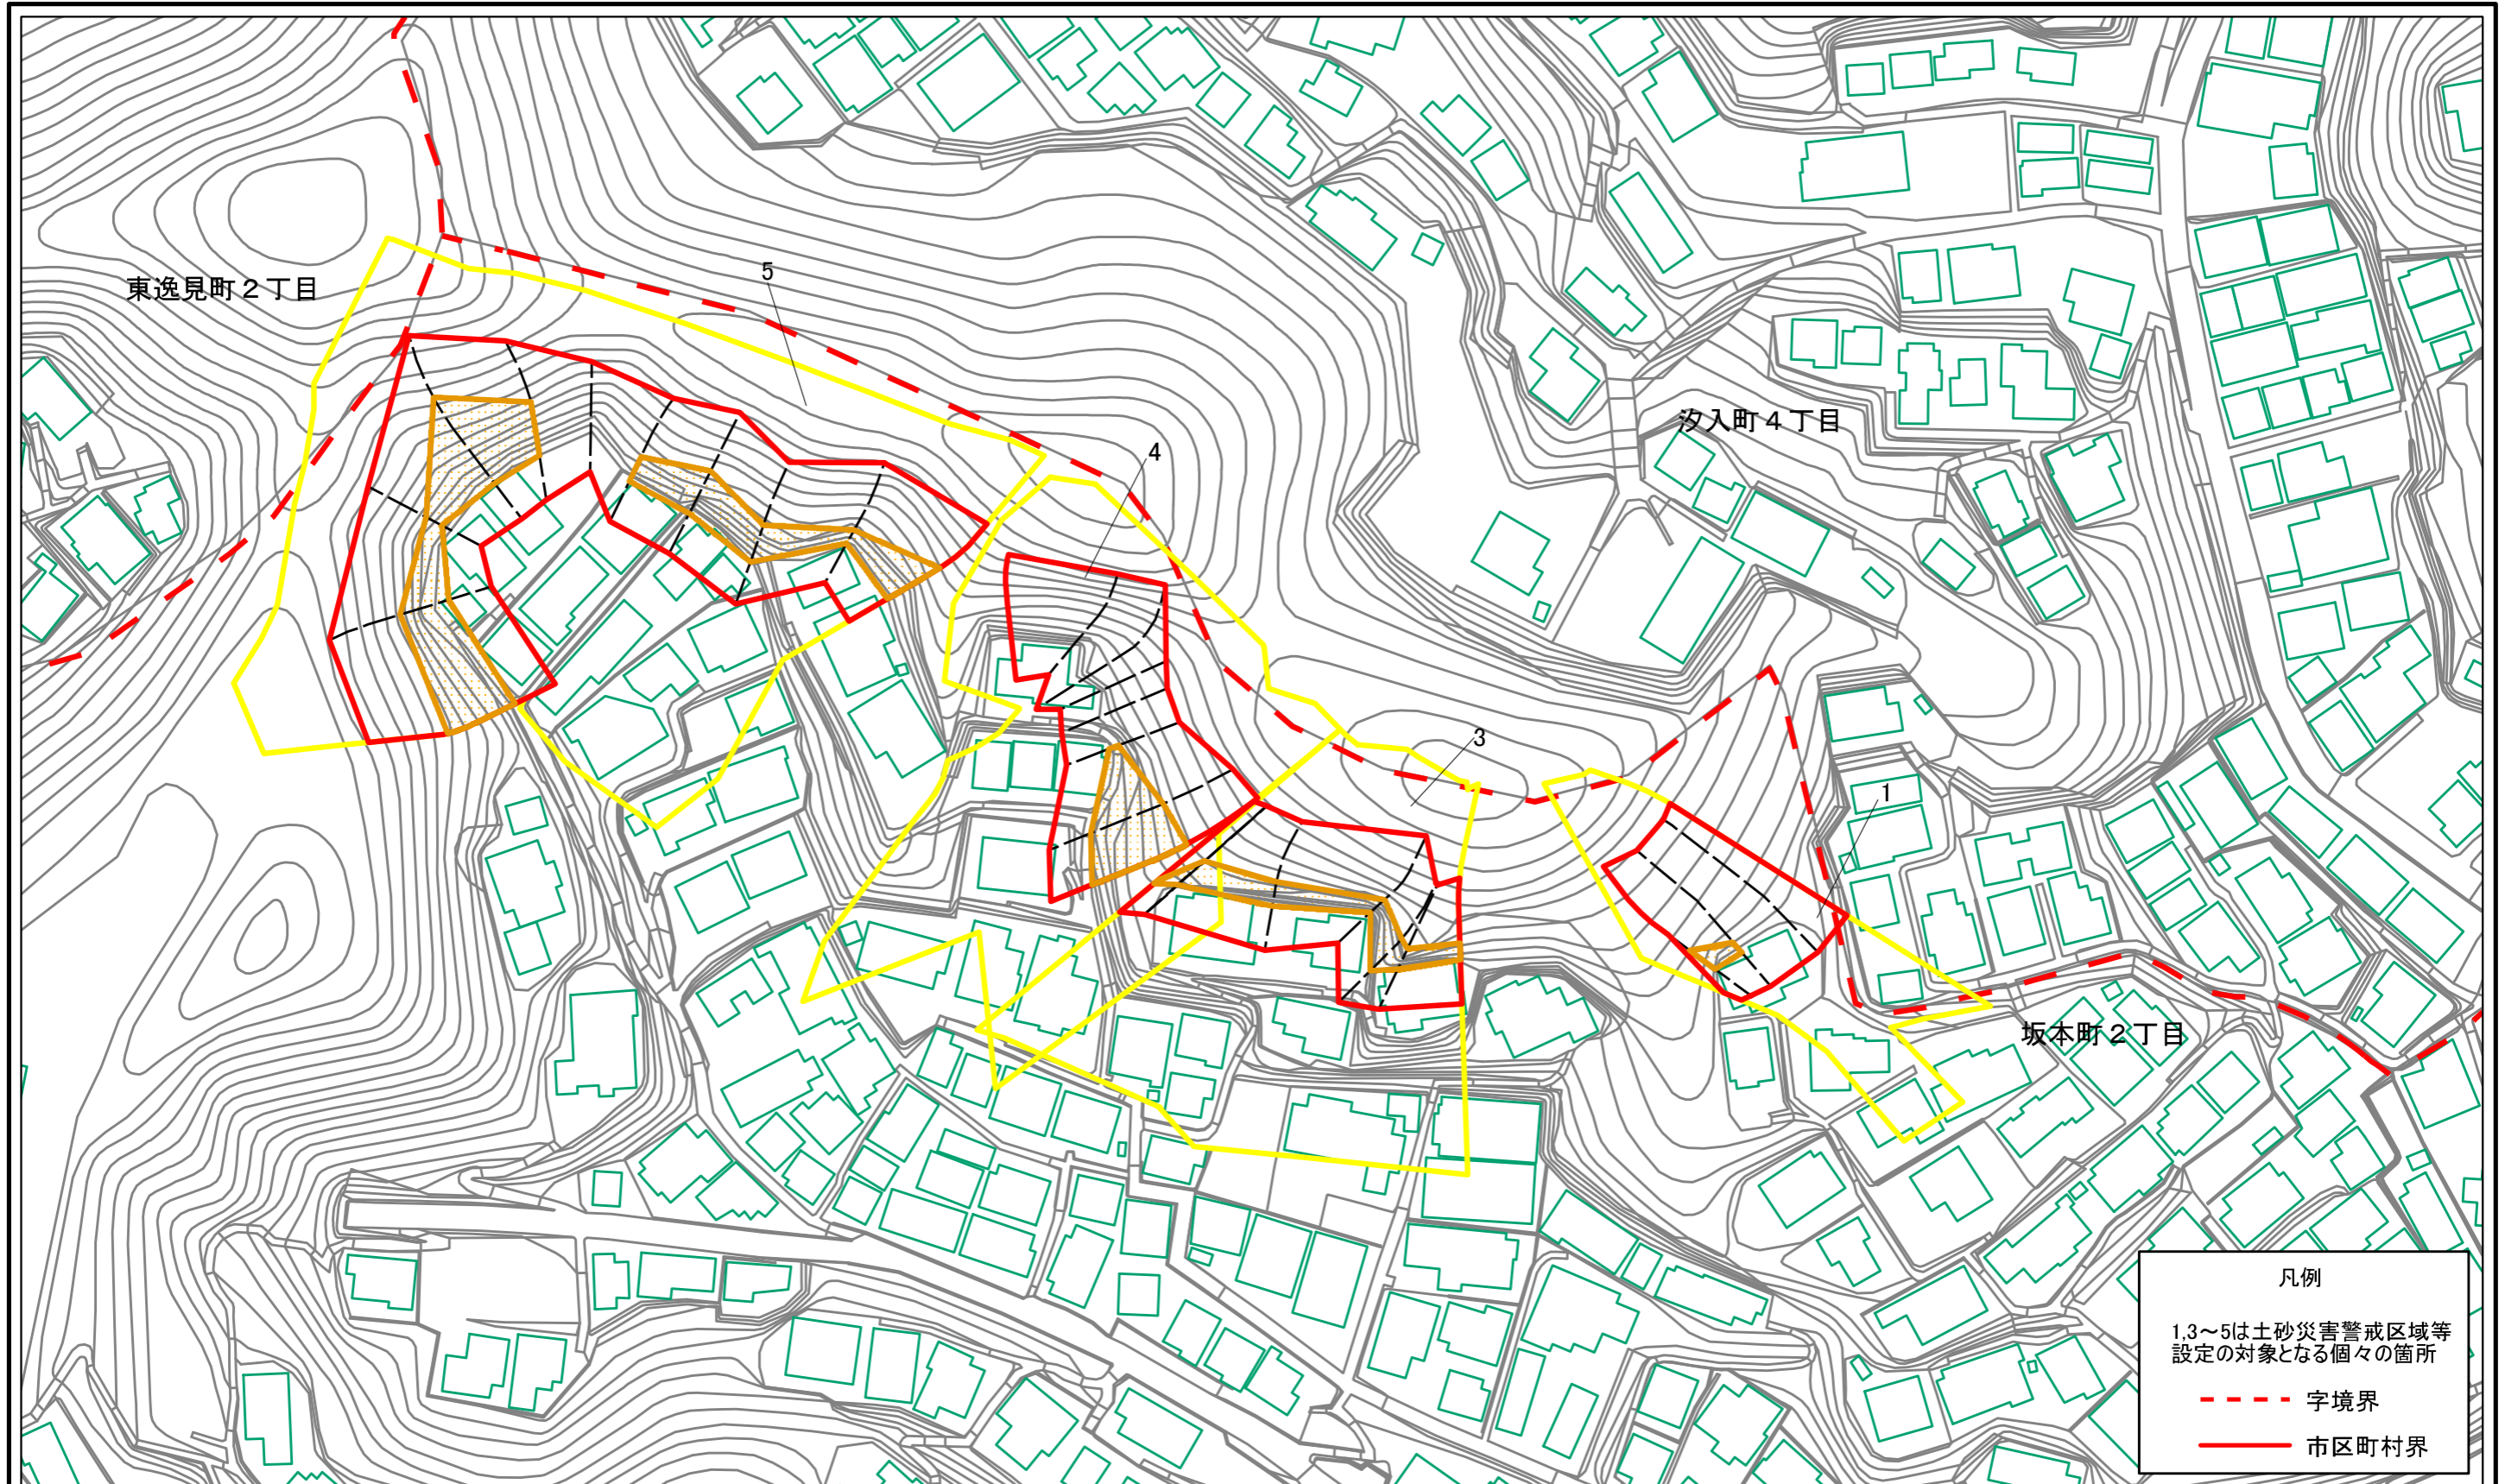 5
東逸見町２丁目
汐入町４丁目
4
3
1
坂本町２丁目
凡例
1,3～5は土砂災害警戒区域等
設定の対象となる個々の箇所
字境界
市区町村界